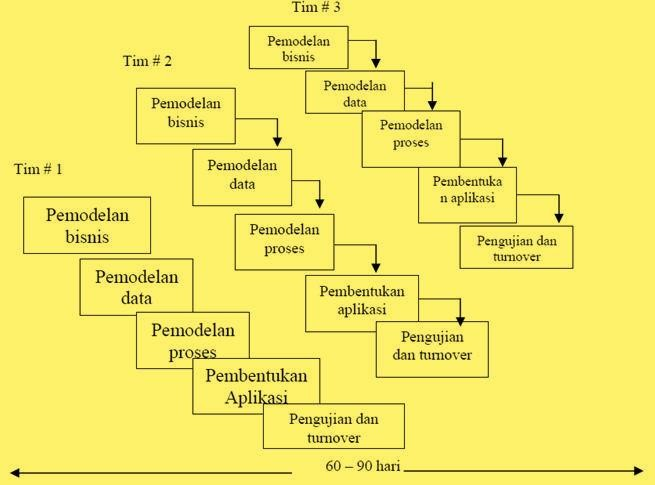 Tim # 3
Pemodelan
bisnis
Pemodelan
data
Pemodelan
proses
Pembentuka
n aplikasi
Pengujian dan
turnover
Tim # 2
Pemodelan
bisnis
Pemodelan
data
Pemodelan
proses
Pembentukan
aplikasi
Pengujian
dan turnover
Tim # 1
Pemodelan
bisnis
Pemodelan
data
Pemodelan
proses
Pembentukan
Aplikasi
Pengujian dan
turnover
60 – 90 hari